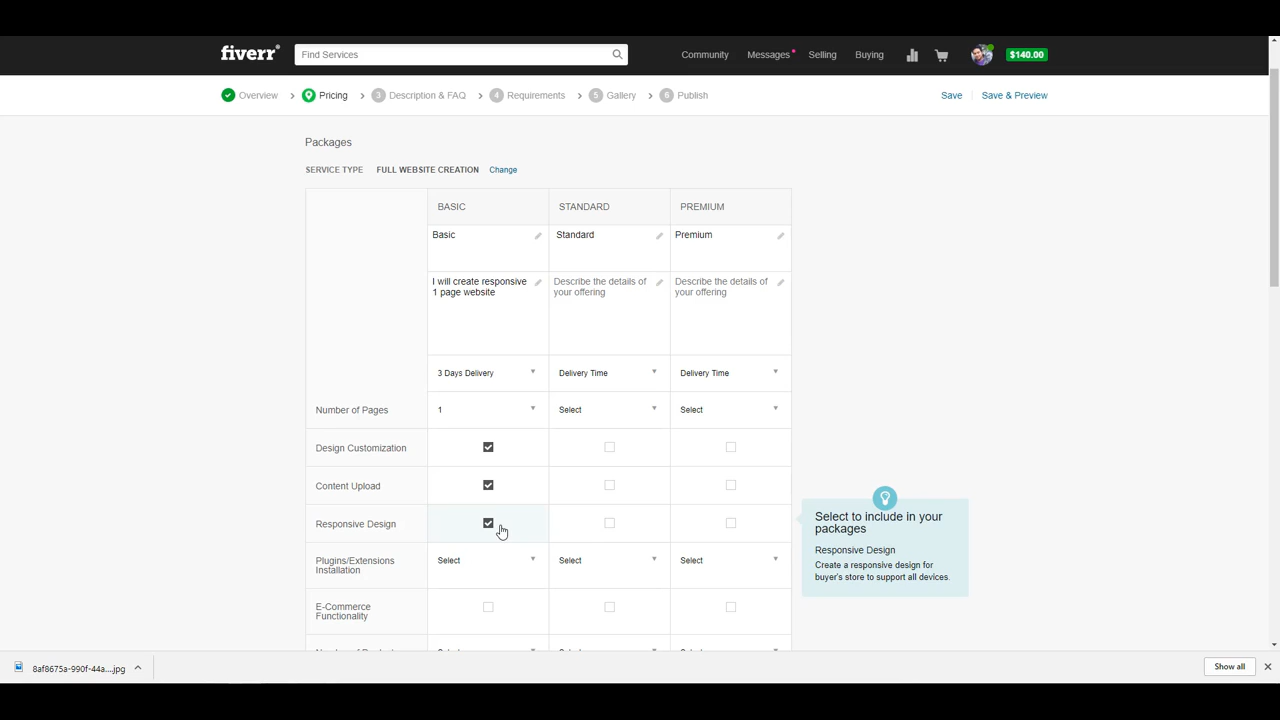 fiverr
Find Services
Community Messages Selling Buying $140.00
Overview Pricing 3 Description & FAQ 4 Requirements 5 Gallery 6 Publish Save Save & Preview
Packages
SERVICE TYPE FULL WEBSITE CREATION Change
BASIC STANDARD PREMIUM
Basic Standard Premium
I will create responsive Describe the details of Describe the details of
1 page website your offering your offering
3 Days Delivery Delivery Time Delivery Time
Number of Pages 1 Select Select
Design Customization
Content Upload
Select to include in your
packages
Responsive Design
Responsive Design
Create a responsive design for
buyer's store to support all devices.
Plugins/Extensions
Installation
Select Select Select
E-Commerce
Functionality
8af8675a-990f-44a....jpg Show all